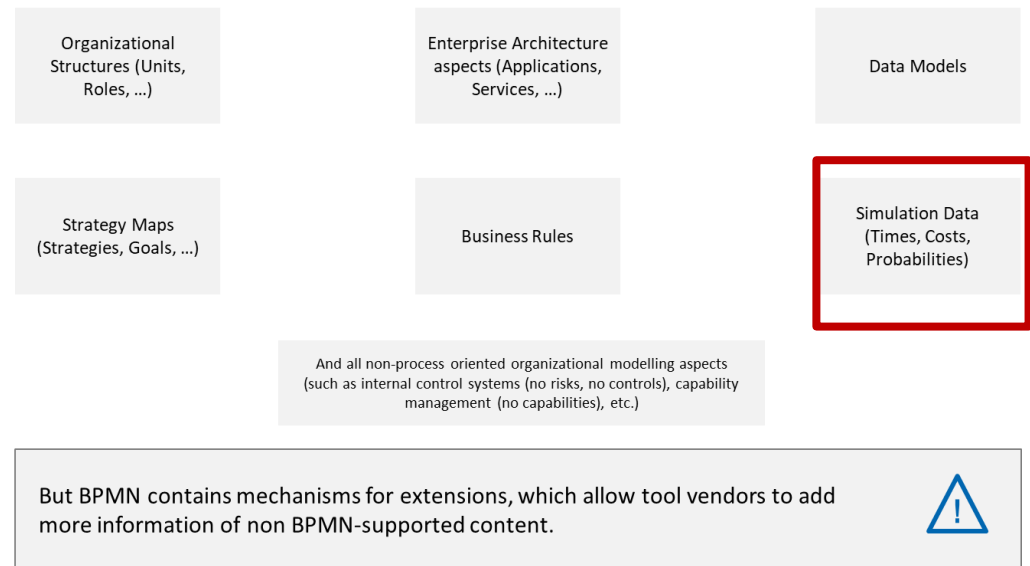 Organizational
Structures (Units,
Roles, …)
Enterprise Architecture
aspects (Applications,
Services, …)
Data Models
Strategy Maps
(Strategies, Goals, …)
Business Rules
Simulation Data
(Times, Costs,
Probabilities)
And all non-process oriented organizational modelling aspects
(such as internal control systems (no risks, no controls), capability
management (no capabilities), etc.)
But BPMN contains mechanisms for extensions, which allow tool vendors to add
more information of non BPMN-supported content.
!